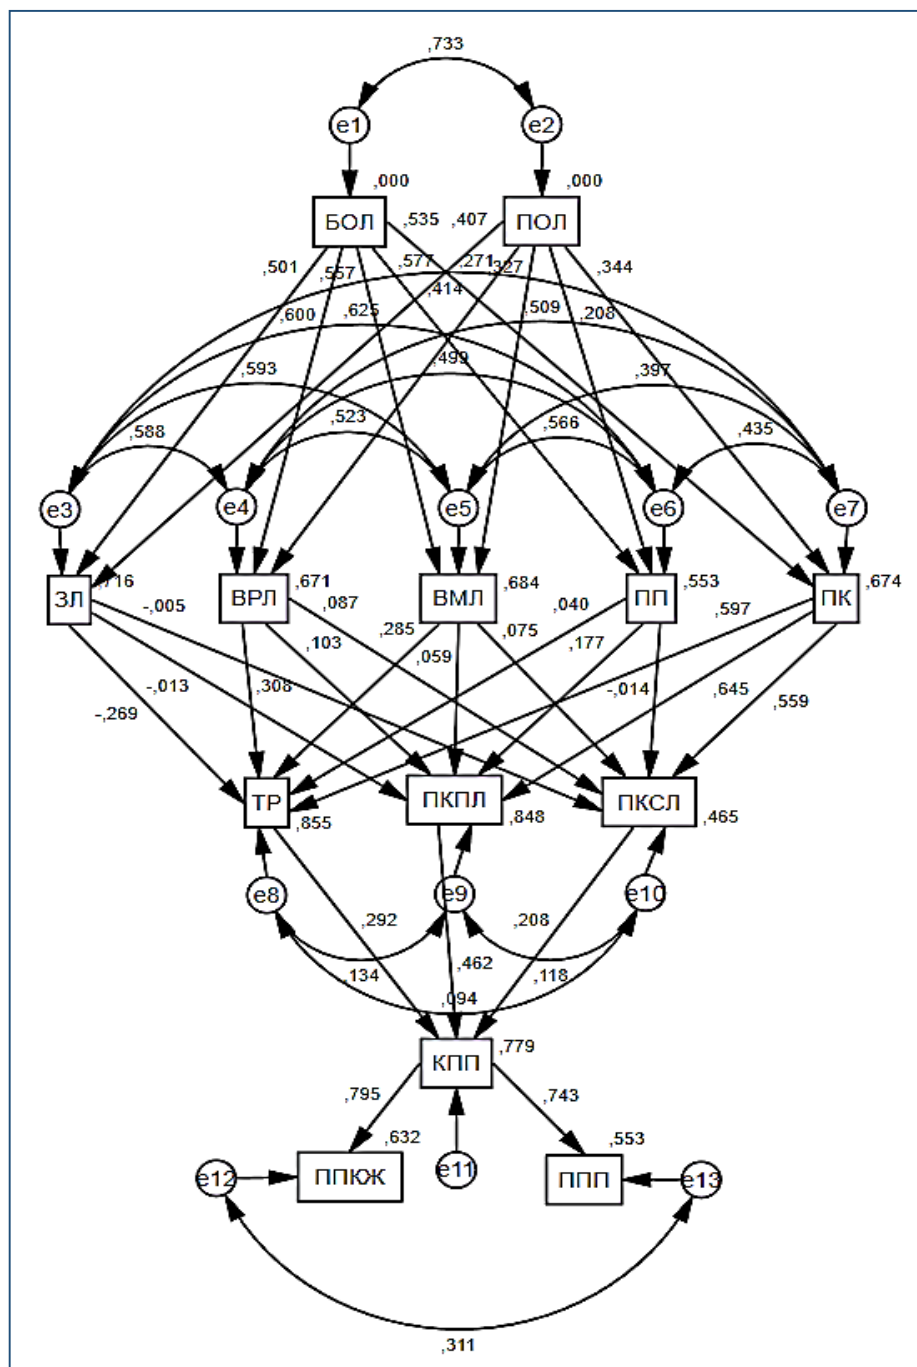 ,733
e1 e2
,000 ,000
БОЛ ,535 ,407 ПОЛ
,501 ,557 ,577 ,271 ,327 ,344
,414
,600 ,625 ,509 ,208
,593 ,499 ,397
,588 ,523 ,566 ,435
e3 e4 e5 e6 e7
ЗЛ ,716 ВРЛ ,671 ВМЛ ,684 ПП ,553 ПК ,674
-,005 ,087 ,040 ,597
,103 ,285 ,059 ,075 ,177
-,013 ,308 -,014 ,645
-,269 ,559
ТР ПКПЛ ПКСЛ
,855 ,848 ,465
e8 e9 e10
,292 ,208
,134 ,462 ,118
,094
КПП ,779
,795 ,743
,632 ,553
e12 ППКЖ e11 ППП e13
,311